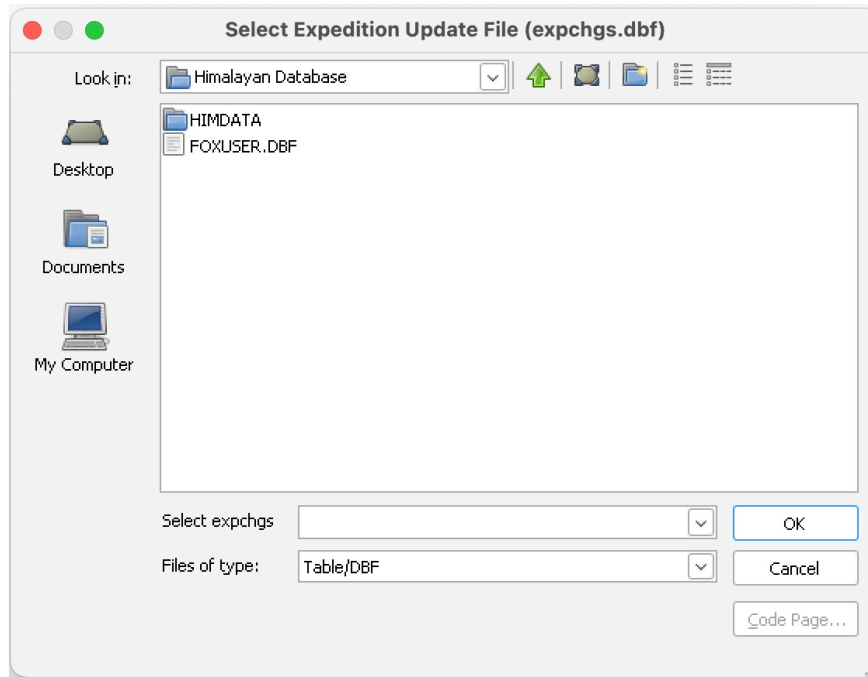 Select Expedition Update File (expchgs.dbf)
Look in:
Himalayan Database
HIMDATA
FOXUSER.DBF
Desktop
Documents
My Computer
Select expchgs
OK
Files of type:
Table/DBF
Cancel
Code Page...